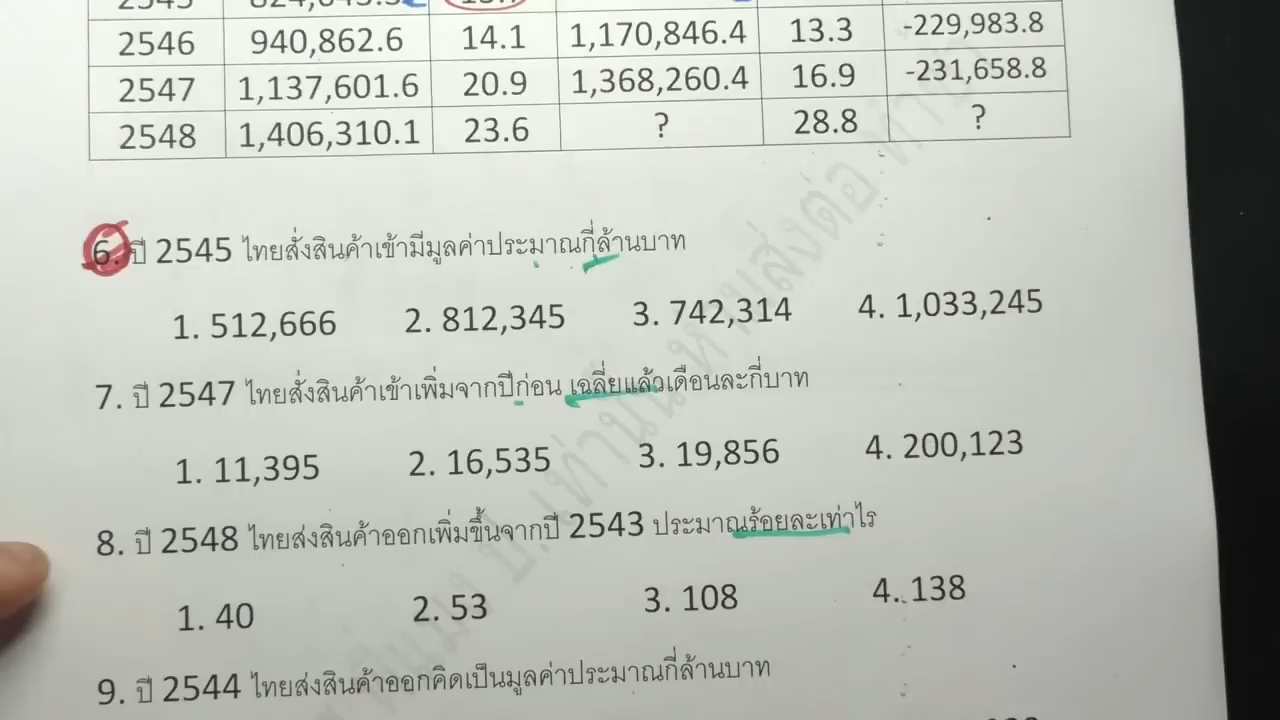 2546 940,862.6 14.1 1,170,846.4 13.3 -229,983.8
2547 1,137,601.6 20.9 1,368,260.4 16.9 -231,658.8
2548 1,406,310.1 23.6 ? 28.8 ?
6. ปี 2545 ไทยสั่งสินค้าเข้ามีมูลค่าประมาณกี่ล้านบาท
1. 512,666 2. 812,345 3. 742,314 4. 1,033,245
7. ปี 2547 ไทยสั่งสินค้าเข้าเพิ่มจากปีก่อน เฉลี่ยแล้วเดือนละกี่บาท
1. 11,395 2. 16,535 3. 19,856 4. 200,123
8. ปี 2548 ไทยส่งสินค้าออกเพิ่มขึ้นจากปี 2543 ประมาณร้อยละเท่าไร
1. 40 2. 53 3. 108 4. 138
9. ปี 2544 ไทยส่งสินค้าออกคิดเป็นมูลค่าประมาณกี่ล้านบาท